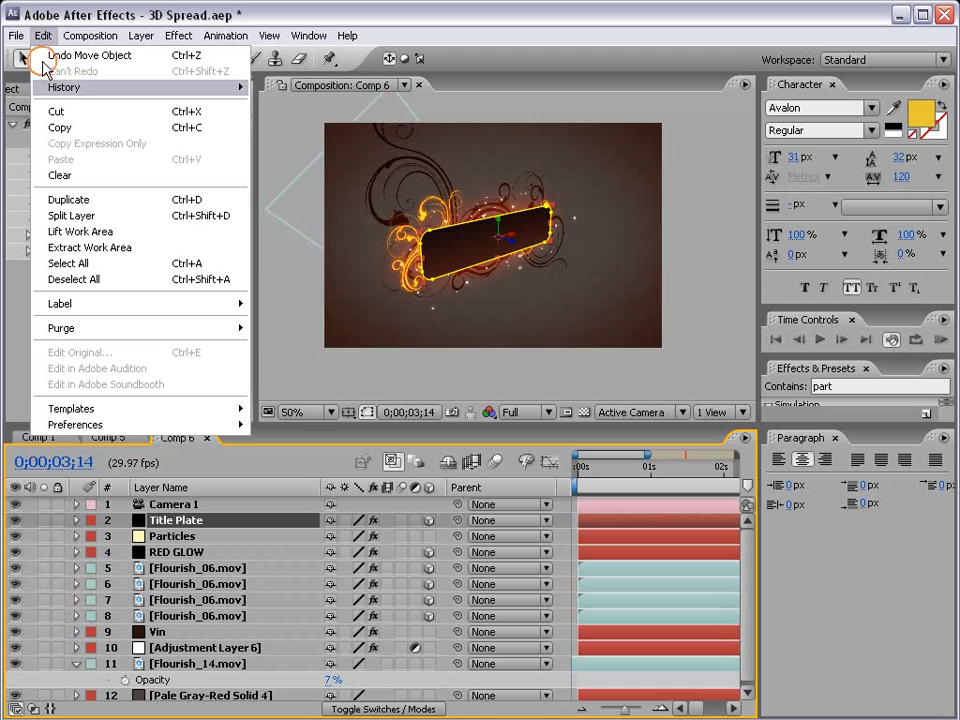 Adobe After Effects - 3D Spread.aep *
File Edit Composition Layer Effect Animation View Window Help
Undo Move Object Ctrl+Z
Can't Redo Ctrl+Shift+Z
History
Cut Ctrl+X
Copy Ctrl+C
Copy Expression Only
Paste Ctrl+V
Clear
Duplicate Ctrl+D
Split Layer Ctrl+Shift+D
Lift Work Area
Extract Work Area
Select All Ctrl+A
Deselect All Ctrl+Shift+A
Label
Purge
Edit Original... Ctrl+E
Edit in Adobe Audition
Edit in Adobe Soundbooth
Templates
Preferences
Workspace: Standard
Composition: Comp 6
50% 0;00;03;14 Full Active Camera 1 View
Character
Avalon
Regular
31 px 32 px
Metrics 120
- px
100 % 100 %
0 px 0 %
T T TT Tr T¹ T₁
Time Controls
Effects & Presets
Contains: part
Simulation
Paragraph
0 px 0 px 0 px
0 px 0 px
Comp 1 Comp 5 Comp 6
0;00;03;14 (29.97 fps)
:00s 01s 02s
# Layer Name Parent
1 Camera 1 None
2 Title Plate None
3 Particles None
4 RED GLOW None
5 [Flourish_06.mov] None
6 [Flourish_06.mov] None
7 [Flourish_06.mov] None
8 [Flourish_06.mov] None
9 Vin None
10 [Adjustment Layer 6] None
11 [Flourish_14.mov] None
Opacity 7 %
12 [Pale Gray-Red Solid 4] None
Toggle Switches / Modes